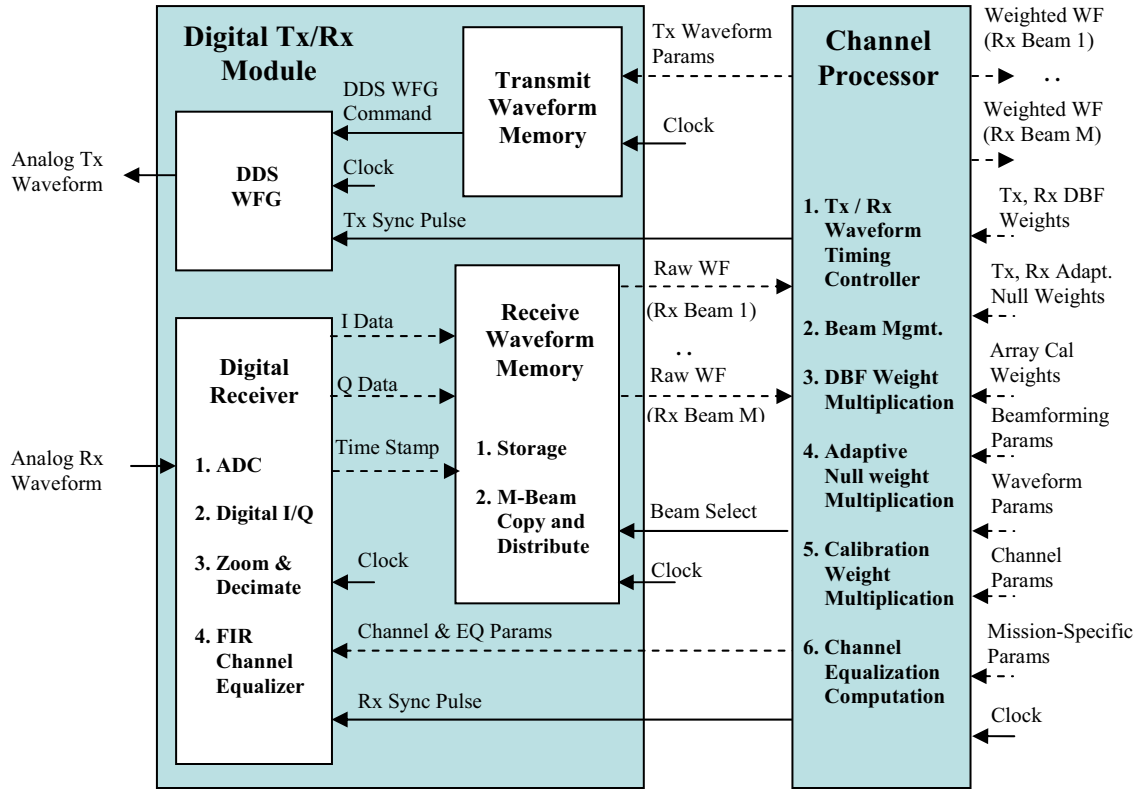 Digital Tx/Rx
Module
Analog Tx
Waveform
DDS
WFG
DDS WFG
Command
Clock
Tx Sync Pulse
Transmit
Waveform
Memory
Tx Waveform
Params
Clock
Analog Rx
Waveform
Digital
Receiver
1. ADC
2. Digital I/Q
3. Zoom &
Decimate
4. FIR
Channel
Equalizer
I Data
Q Data
Time Stamp
Clock
Channel & EQ Params
Rx Sync Pulse
Receive
Waveform
Memory
1. Storage
2. M-Beam
Copy and
Distribute
Raw WF
(Rx Beam 1)
. .
Raw WF
(Rx Beam M)
Beam Select
Clock
Channel
Processor
1. Tx / Rx
Waveform
Timing
Controller
2. Beam Mgmt.
3. DBF Weight
Multiplication
4. Adaptive
Null weight
Multiplication
5. Calibration
Weight
Multiplication
6. Channel
Equalization
Computation
Weighted WF
(Rx Beam 1)
. .
Weighted WF
(Rx Beam M)
Tx, Rx DBF
Weights
Tx, Rx Adapt.
Null Weights
Array Cal
Weights
Beamforming
Params
Waveform
Params
Channel
Params
Mission-Specific
Params
Clock